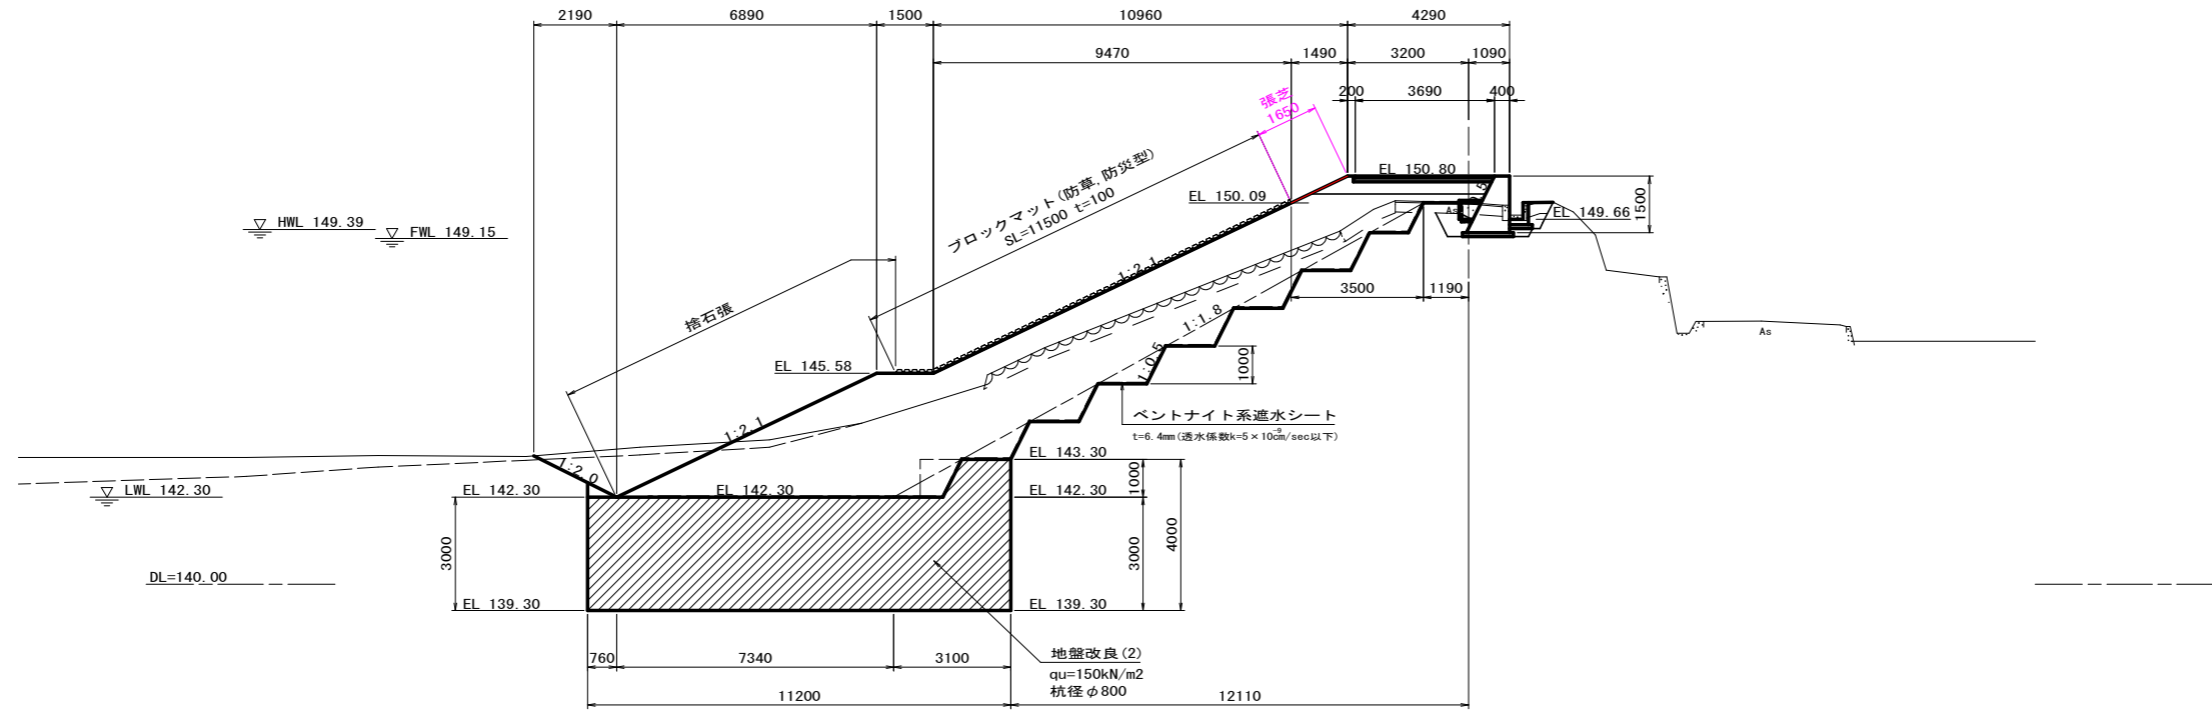 2190
6890
1500
10960
4290
9470
1490
3200
1090
張芝
1650
200
3690
400
ブロックマット(防草,防災型)
SL=11500 t=100
EL 150.80
EL 150.09
1500
HWL 149.39
FWL 149.15
As
EL 149.66
1:2.1
捨石張
3500
1190
1:1.8
As
EL 145.58
1:0.5
1000
ベントナイト系遮水シート
t=6.4mm(透水係数k=5×10⁻⁹cm/sec以下)
1:2.1
1:2.0
EL 143.30
LWL 142.30
EL 142.30
EL 142.30
EL 142.30
1000
3000
3000
4000
DL=140.00
EL 139.30
EL 139.30
760
7340
3100
地盤改良(2)
qu=150kN/m2
杭径φ800
11200
12110